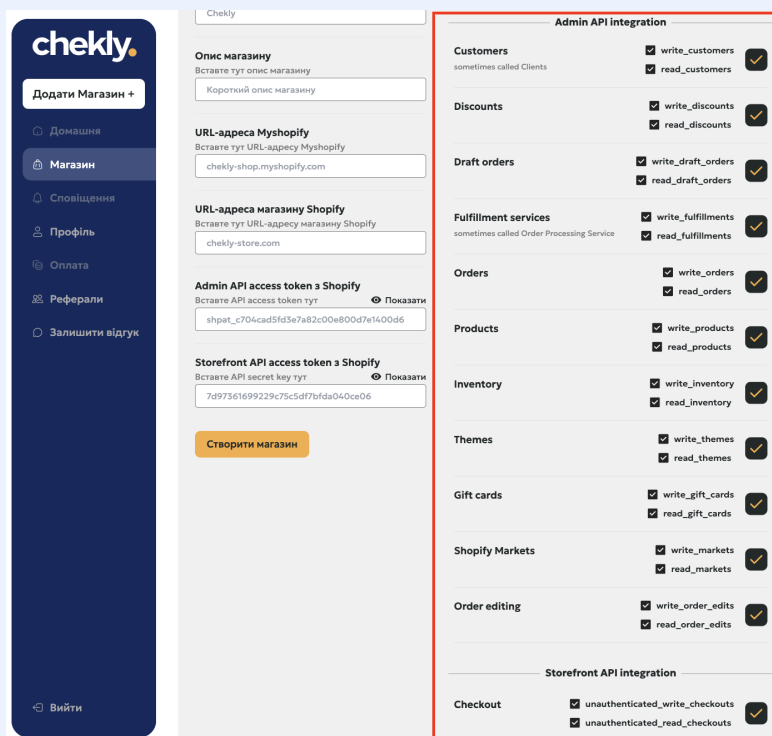 chekly.
Додати Магазин +
Домашня
Магазин
Сповіщення
Профіль
Оплата
Реферали
Залишити відгук
Вийти
Chekly
Опис магазину
Вставте тут опис магазину
Короткий опис магазину
URL-адреса Myshopify
Вставте тут URL-адресу Myshopify
chekly-shop.myshopify.com
URL-адреса магазину Shopify
Вставте тут URL-адресу магазину Shopify
chekly-store.com
Admin API access token з Shopify
Вставте API access token тут Показати
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
Storefront API access token з Shopify
Вставте API secret key тут Показати
7d97361699229c75c5df7bfda040ce06
Створити магазин
Admin API integration
Customers write_customers
sometimes called Clients read_customers
Discounts write_discounts
read_discounts
Draft orders write_draft_orders
read_draft_orders
Fulfillment services write_fulfillments
sometimes called Order Processing Service read_fulfillments
Orders write_orders
read_orders
Products write_products
read_products
Inventory write_inventory
read_inventory
Themes write_themes
read_themes
Gift cards write_gift_cards
read_gift_cards
Shopify Markets write_markets
read_markets
Order editing write_order_edits
read_order_edits
Storefront API integration
Checkout unauthenticated_write_checkouts
unauthenticated_read_checkouts